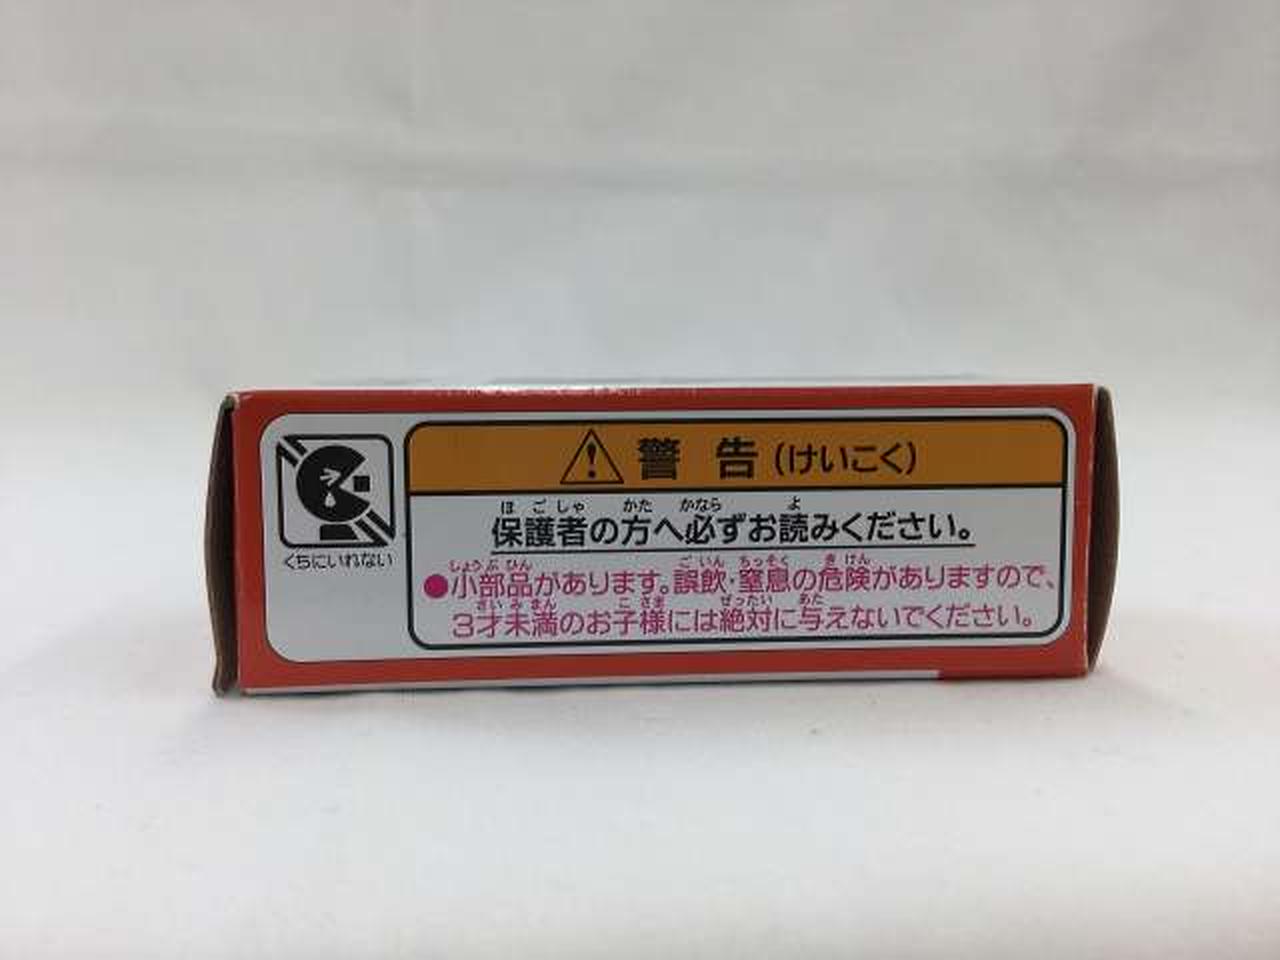 警告(けいこく)
ほごしゃ かた かなら よ
保護者の方へ必ずお読みください。
くちにいれない
しょうぶひん ごいん ちっそく きけん
●小部品があります。誤飲・窒息の危険がありますので、
さいみまん こさま ぜったい あた
3才未満のお子様には絶対に与えないでください。